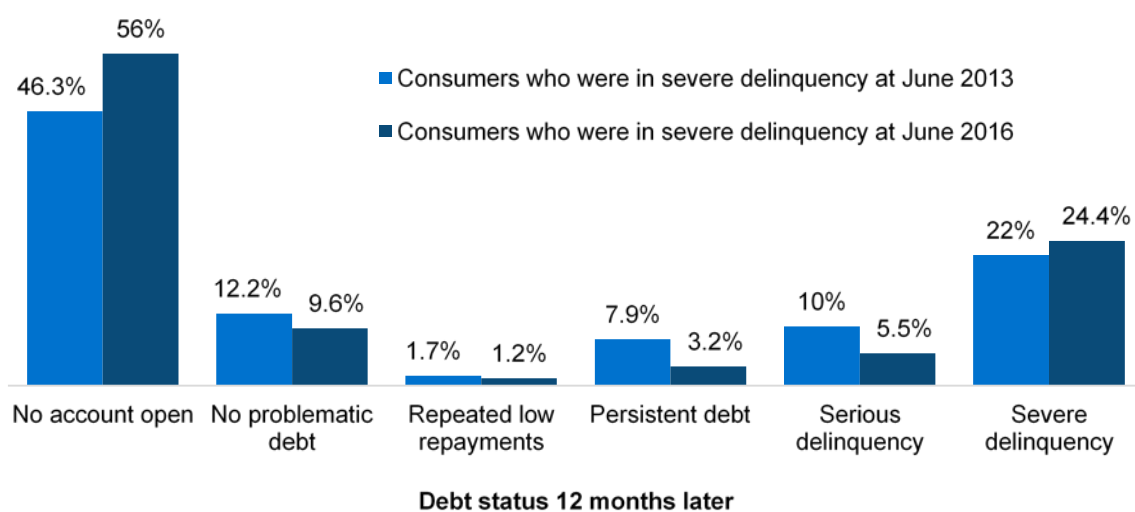 56%
46.3%
Consumers who were in severe delinquency at June 2013
Consumers who were in severe delinquency at June 2016
12.2%
9.6%
1.7%
1.2%
7.9%
3.2%
10%
5.5%
22%
24.4%
No account open
No problematic
debt
Repeated low
repayments
Persistent debt
Serious
delinquency
Severe
delinquency
Debt status 12 months later